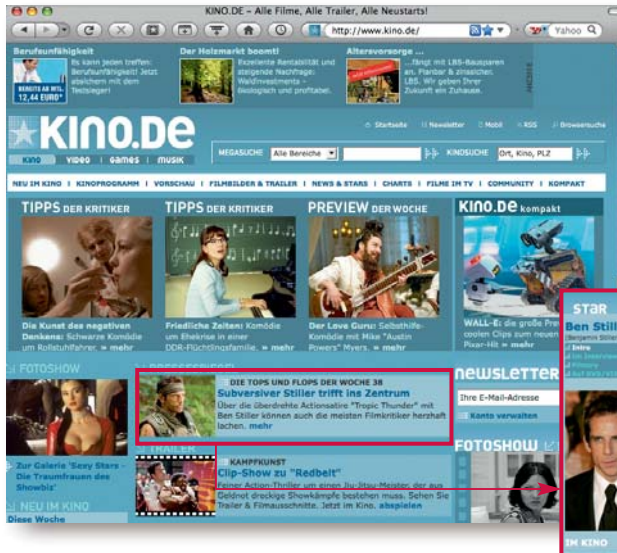 KINO.DE – Alle Filme, Alle Trailer, Alle Neustarts!
http://www.kino.de/
Yahoo
Berufsunfähigkeit
Es kann jeden treffen:
Berufsunfähigkeit! Jetzt
absichern mit dem
Testsieger!
BEREITS AB MTL.
12,44 EURO*
Der Holzmarkt boomt!
Exzellente Rentabilität und
steigende Nachfrage:
Waldinvestments –
ökologisch und profitabel.
Altersvorsorge ...
...fängt mit LBS-Bausparen
an. Planbar & zinssicher.
LBS. Wir geben Ihrer
Zukunft ein Zuhause.
ANZEIGE
KINO.DE
KINO | VIDEO | GAMES | MUSIK
Startseite Newsletter Mobil RSS Browsersuche
MEGASUCHE Alle Bereiche KINOSUCHE Ort, Kino, PLZ
NEU IM KINO | KINOPROGRAMM | VORSCHAU | FILMBILDER & TRAILER | NEWS & STARS | CHARTS | FILME IM TV | COMMUNITY | KOMPAKT
TIPPS DER KRITIKER
Die Kunst des negativen
Denkens: Schwarze Komödie
um Rollstuhlfahrer. » mehr
TIPPS DER KRITIKER
Friedliche Zeiten: Komödie
um Ehekrise in einer
DDR-Flüchtlingsfamilie. » mehr
PREVIEW DER WOCHE
Der Love Guru: Selbsthilfe-
Komödie mit Mike "Austin
Powers" Myers. » mehr
KINO.DE kompakt
WALL-E: die große Pre
coolen Clips zum neuen
Pixar-Hit » mehr
FOTOSHOW
Zur Galerie 'Sexy Stars -
Die Traumfrauen des
Showbiz'
NEU IM KINO
Diese Woche
PRESSESPIEGEL
DIE TOPS UND FLOPS DER WOCHE 38
Subversiver Stiller trifft ins Zentrum
Über die überdrehte Actionsatire "Tropic Thunder" mit
Ben Stiller können auch die meisten Filmkritiker herzhaft
lachen. mehr
TRAILER
KAMPFKUNST
Clip-Show zu "Redbelt"
Feiner Action-Thriller um einen Jiu-Jitsu-Meister, der aus
Geldnot dreckige Showkämpfe bestehen muss. Sehen Sie
Trailer & Filmausschnitte. Jetzt im Kino. abspielen
NEWSLETTER
Ihre E-Mail-Adresse
Konto verwalten
FOTOSHOW
STAR
Ben Still
Intro
IM KINO